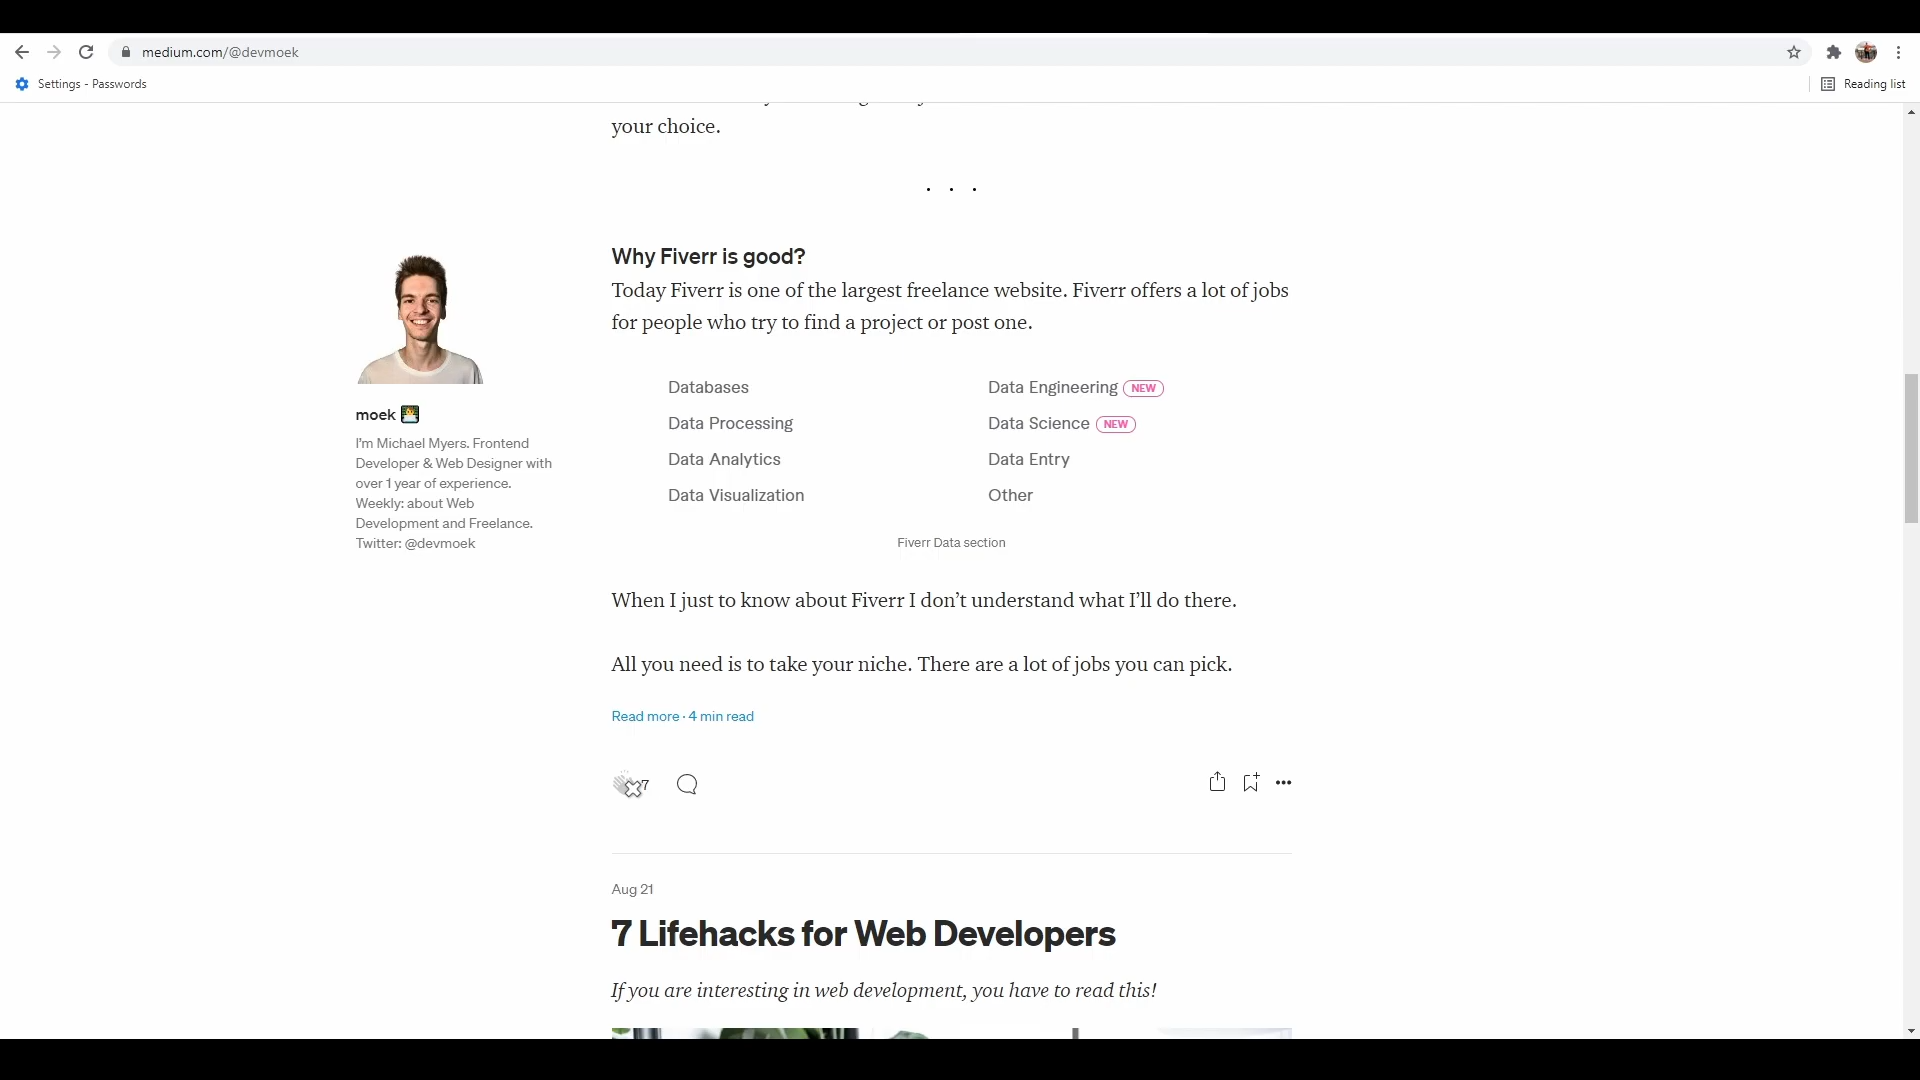 medium.com/@devmoek
Settings - Passwords
Reading list
your choice.
. . .
Why Fiverr is good?
Today Fiverr is one of the largest freelance website. Fiverr offers a lot of jobs
for people who try to find a project or post one.
moek
I'm Michael Myers. Frontend
Developer & Web Designer with
over 1 year of experience.
Weekly: about Web
Development and Freelance.
Twitter: @devmoek
Databases
Data Engineering NEW
Data Processing
Data Science NEW
Data Analytics
Data Entry
Data Visualization
Other
Fiverr Data section
When I just to know about Fiverr I don’t understand what I’ll do there.
All you need is to take your niche. There are a lot of jobs you can pick.
Read more · 4 min read
7
Aug 21
7 Lifehacks for Web Developers
If you are interesting in web development, you have to read this!